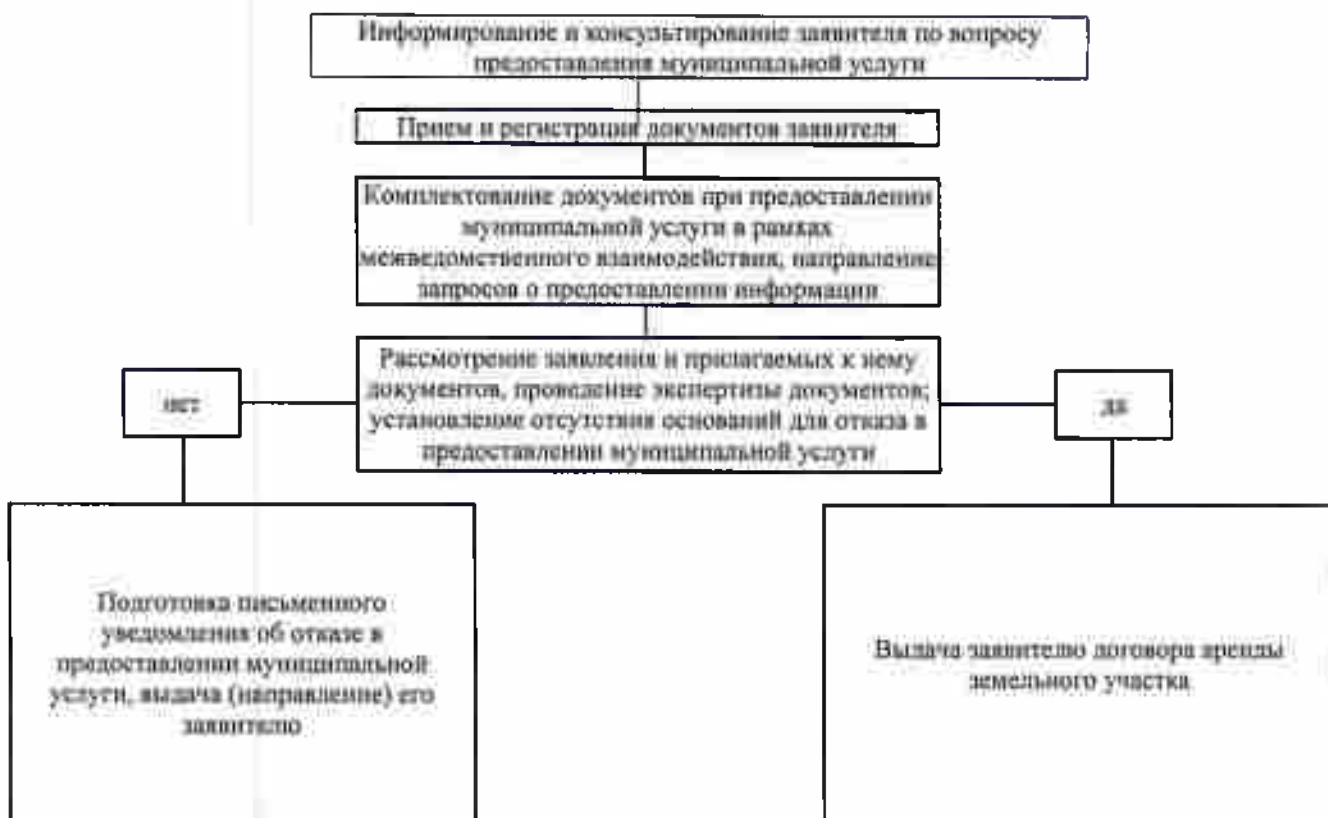 Информирование и консультирование заявителя по вопросу
предоставления муниципальной услуги
Прием и регистрация документов заявителя
Комплектование документов при предоставлении
муниципальной услуги в рамках
межведомственного взаимодействия, направление
запросов о предоставлении информации
Рассмотрение заявления и прилагаемых к нему
документов, проведение экспертизы документов;
установление отсутствия оснований для отказа в
предоставлении муниципальной услуги
нет
да
Подготовка письменного
уведомления об отказе в
предоставлении муниципальной
услуги, выдача (направление) его
заявителю
Выдача заявителю договора аренды
земельного участка